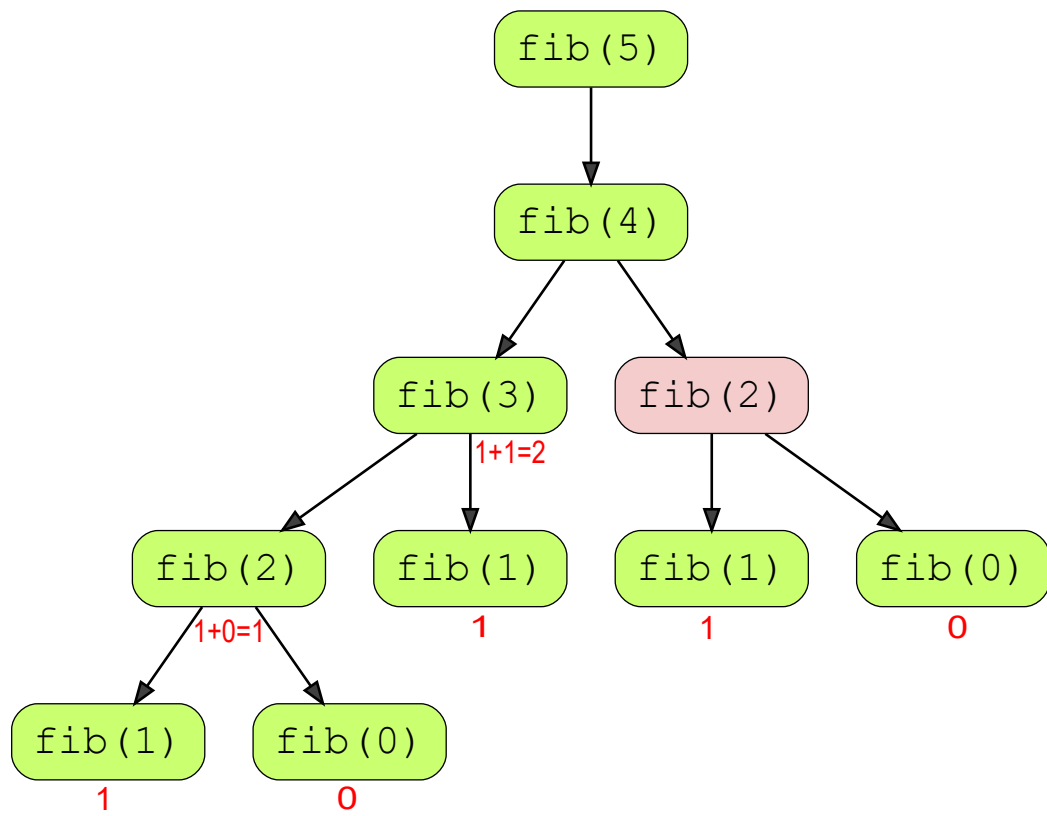 fib(5)
fib(4)
fib(3) fib(2)
1+1=2
fib(2) fib(1) fib(1) fib(0)
1+0=1 1 1 0
fib(1) fib(0)
1 0